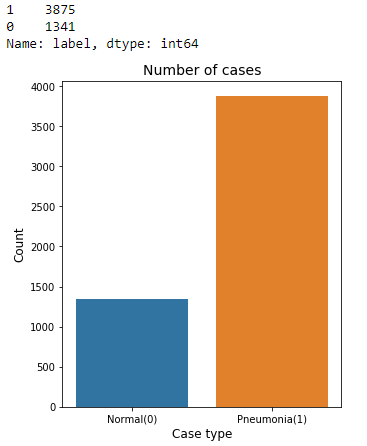 1    3875
0    1341
Name: label, dtype: int64
Number of cases
4000
3500
3000
2500
2000
1500
1000
500
0
Count
Normal(0)    Pneumonia(1)
Case type